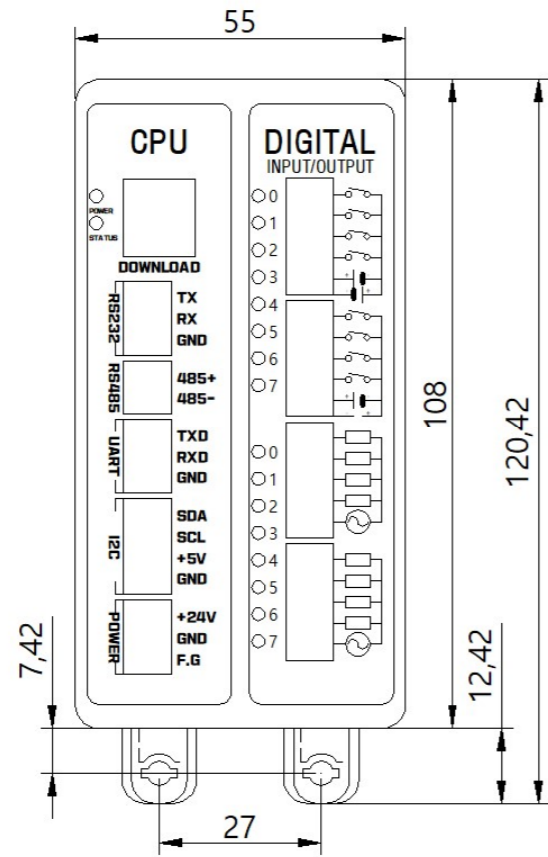 55
CPU
POWER
STATUS
DOWNLOAD
RS232
TX
RX
GND
RS485
485+
485-
UART
TXD
RXD
GND
I2C
SDA
SCL
+5V
GND
POWER
+24V
GND
F.G
DIGITAL
INPUT/OUTPUT
0
1
2
3
4
5
6
7
0
1
2
3
4
5
6
7
108
120,42
7,42
12,42
27